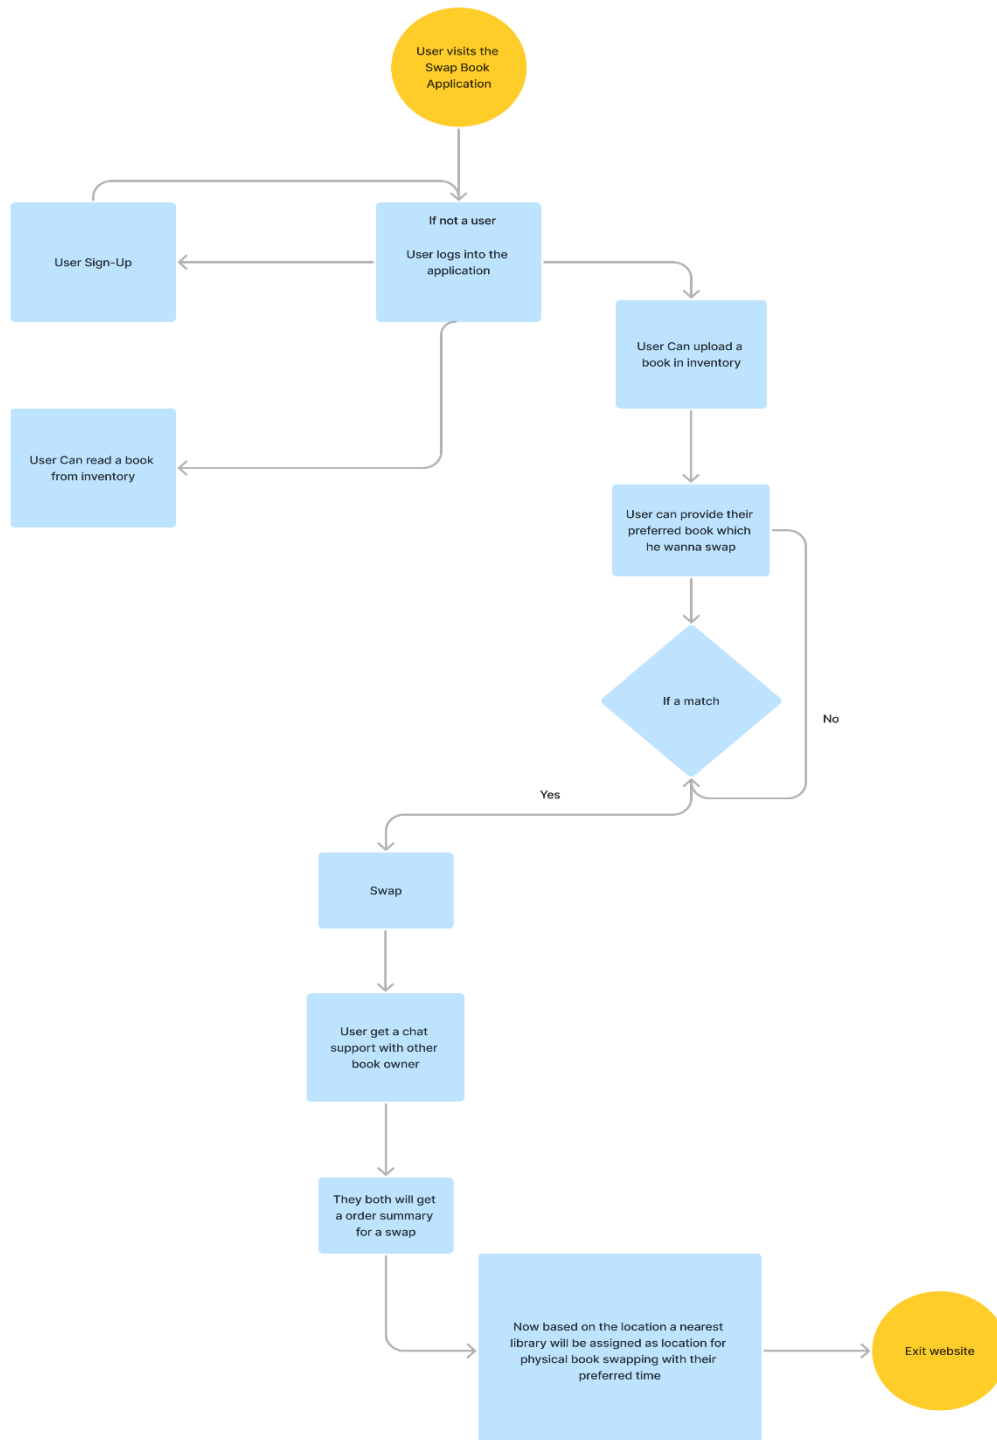 User visits the
Swap Book
Application
If not a user
User logs into the
application
User Sign-Up
User Can upload a
book in inventory
User Can read a book
from inventory
User can provide their
preferred book which
he wanna swap
If a match
No
Yes
Swap
User get a chat
support with other
book owner
They both will get
a order summary
for a swap
Now based on the location a nearest
library will be assigned as location for
physical book swapping with their
preferred time
Exit website